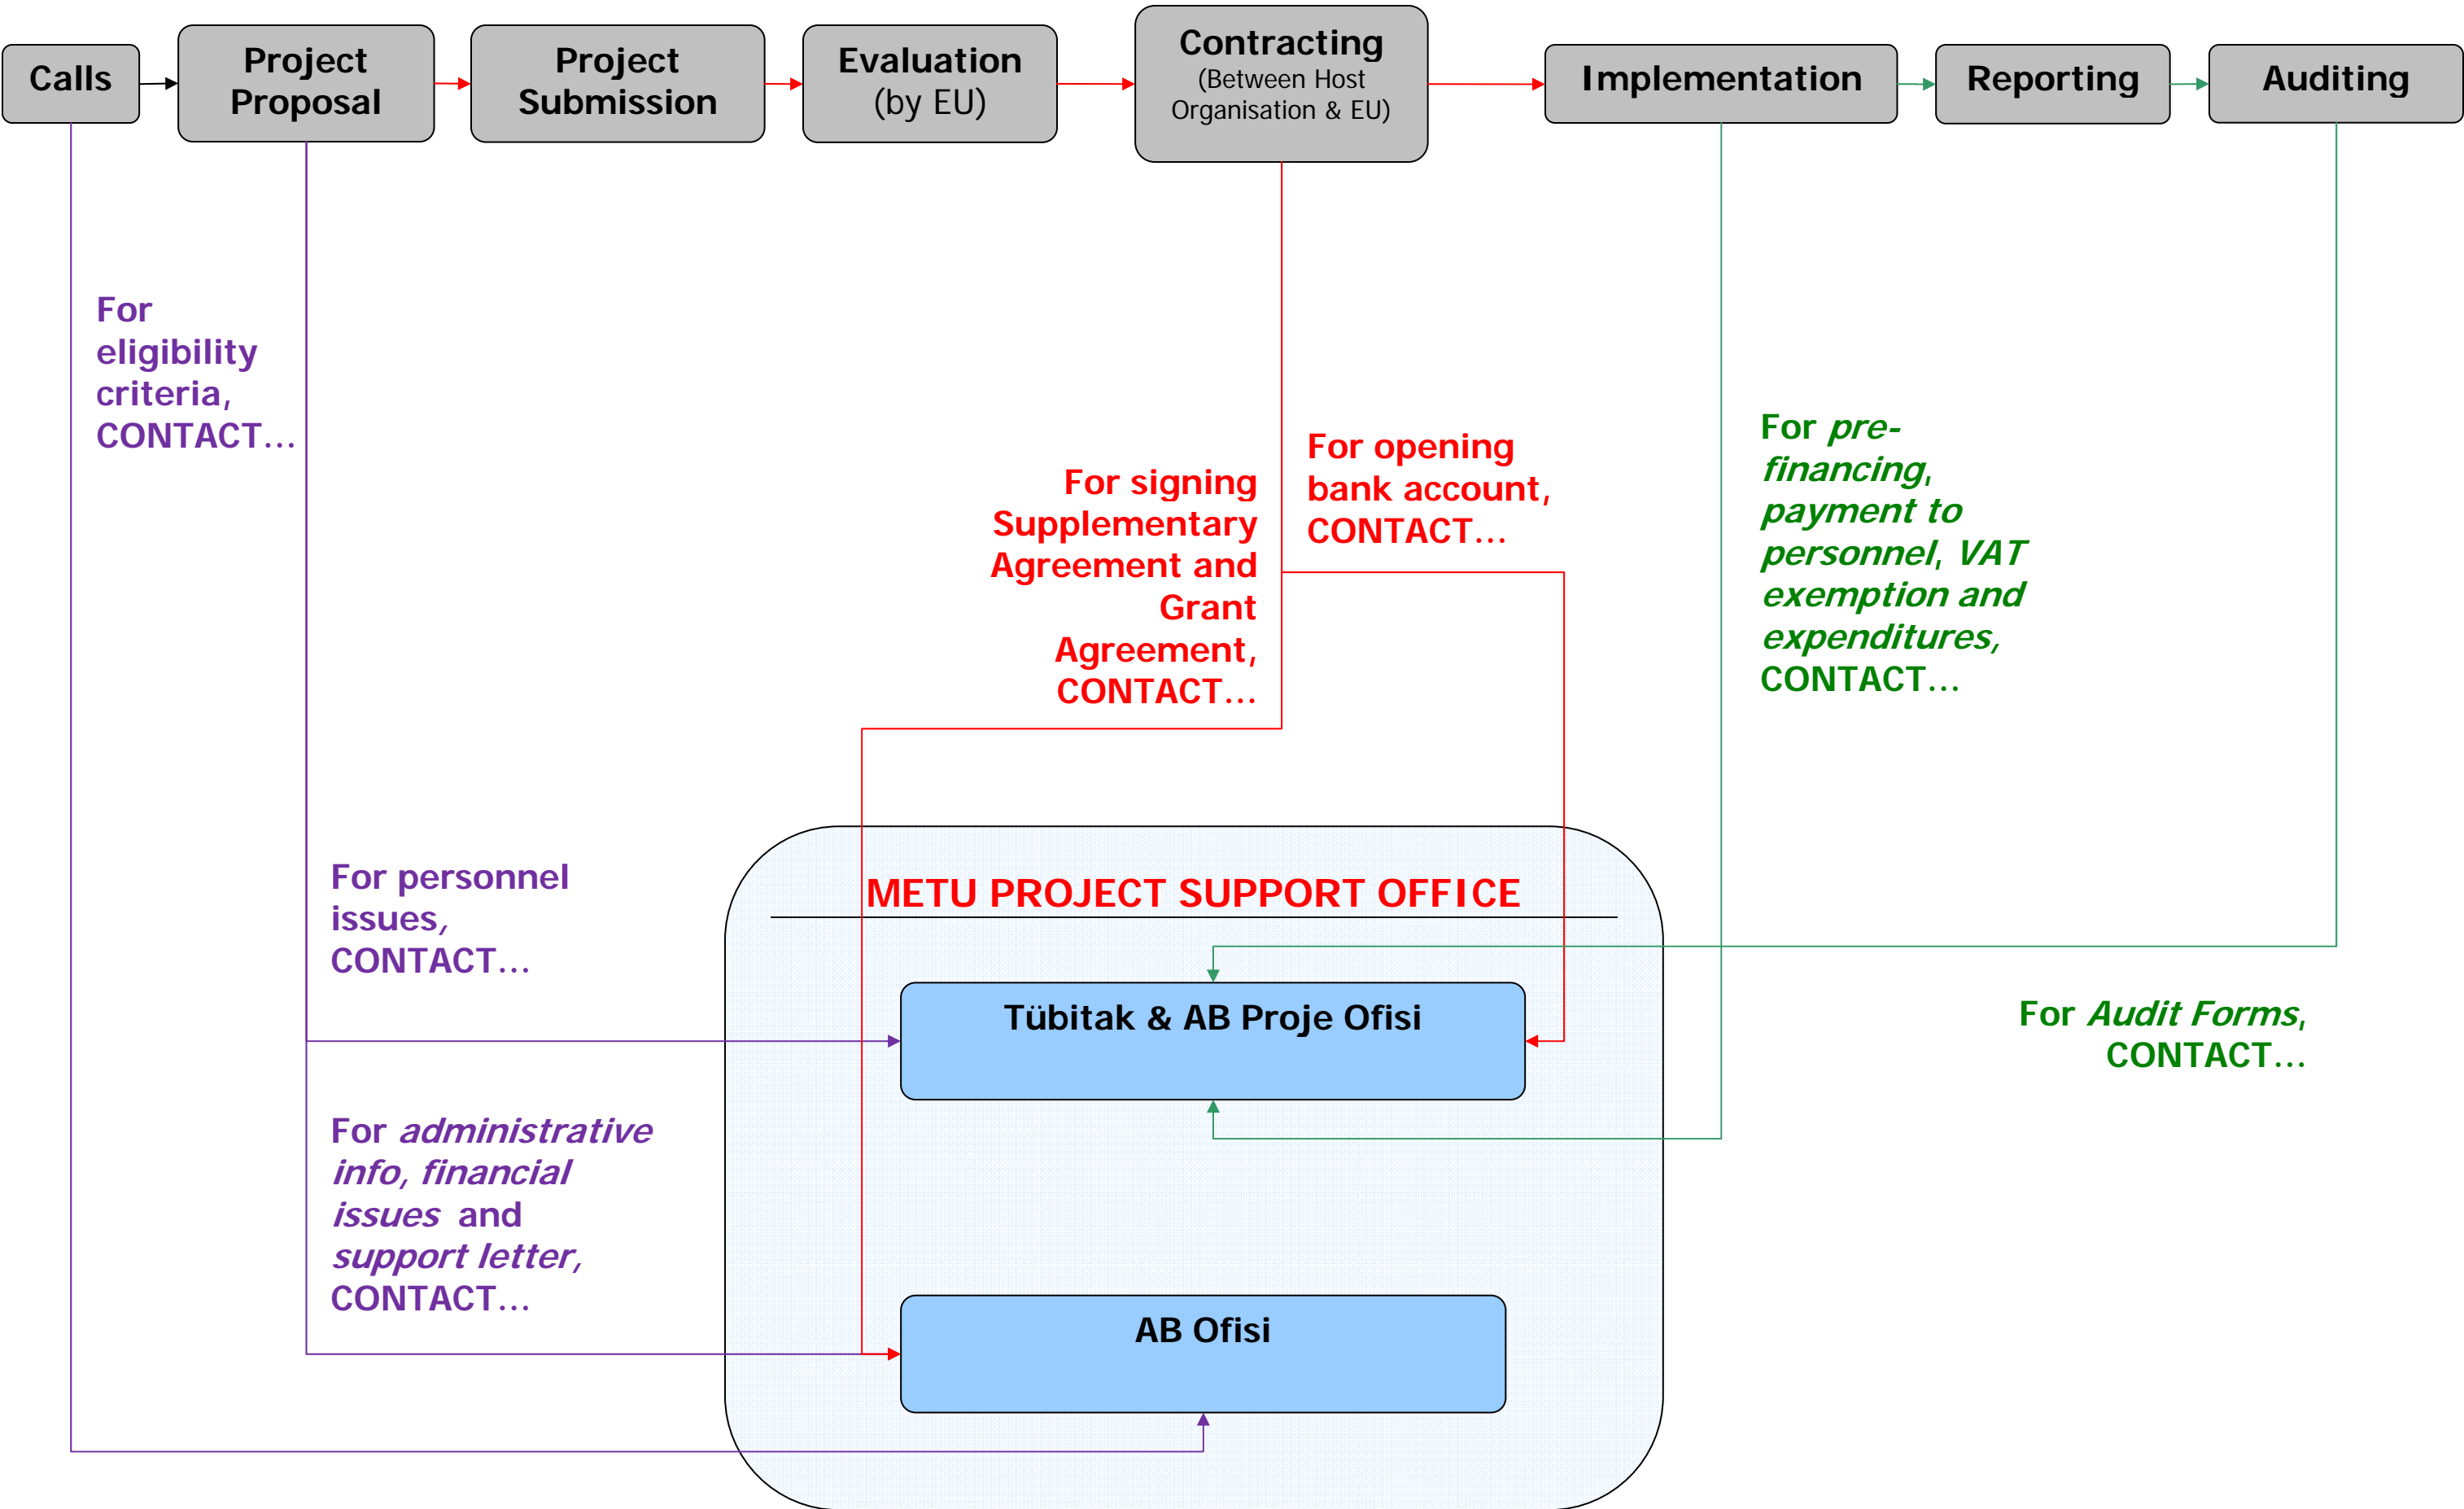 Calls
Project
Proposal
Project
Submission
Evaluation
(by EU)
Contracting
(Between Host
Organisation & EU)
Implementation
Reporting
Auditing
For
eligibility
criteria,
CONTACT...
For signing
Supplementary
Agreement and
Grant
Agreement,
CONTACT...
For opening
bank account,
CONTACT...
For pre-
financing,
payment to
personnel, VAT
exemption and
expenditures,
CONTACT...
For personnel
issues,
CONTACT...
METU PROJECT SUPPORT OFFICE
Tübitak & AB Proje Ofisi
For Audit Forms,
CONTACT...
For administrative
info, financial
issues and
support letter,
CONTACT...
AB Ofisi